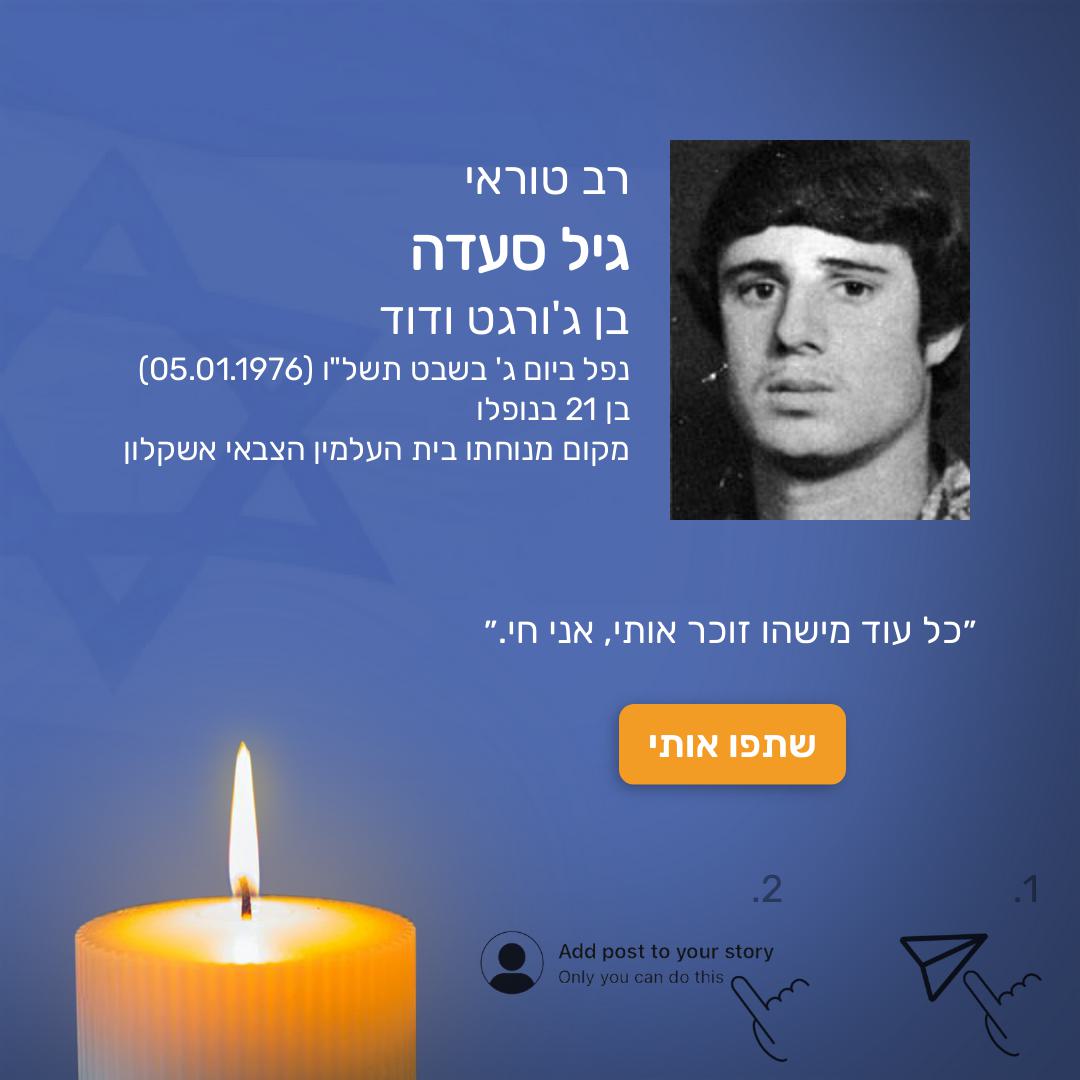 רב טוראי
גיל סעדה
בן ג'ורגט ודוד
נפל ביום ג' בשבט תשל"ו (05.01.1976)
בן 21 בנופלו
מקום מנוחתו בית העלמין הצבאי אשקלון
״כל עוד מישהו זוכר אותי, אני חי.״
שתפו אותי
1.
2.
Add post to your story
Only you can do this